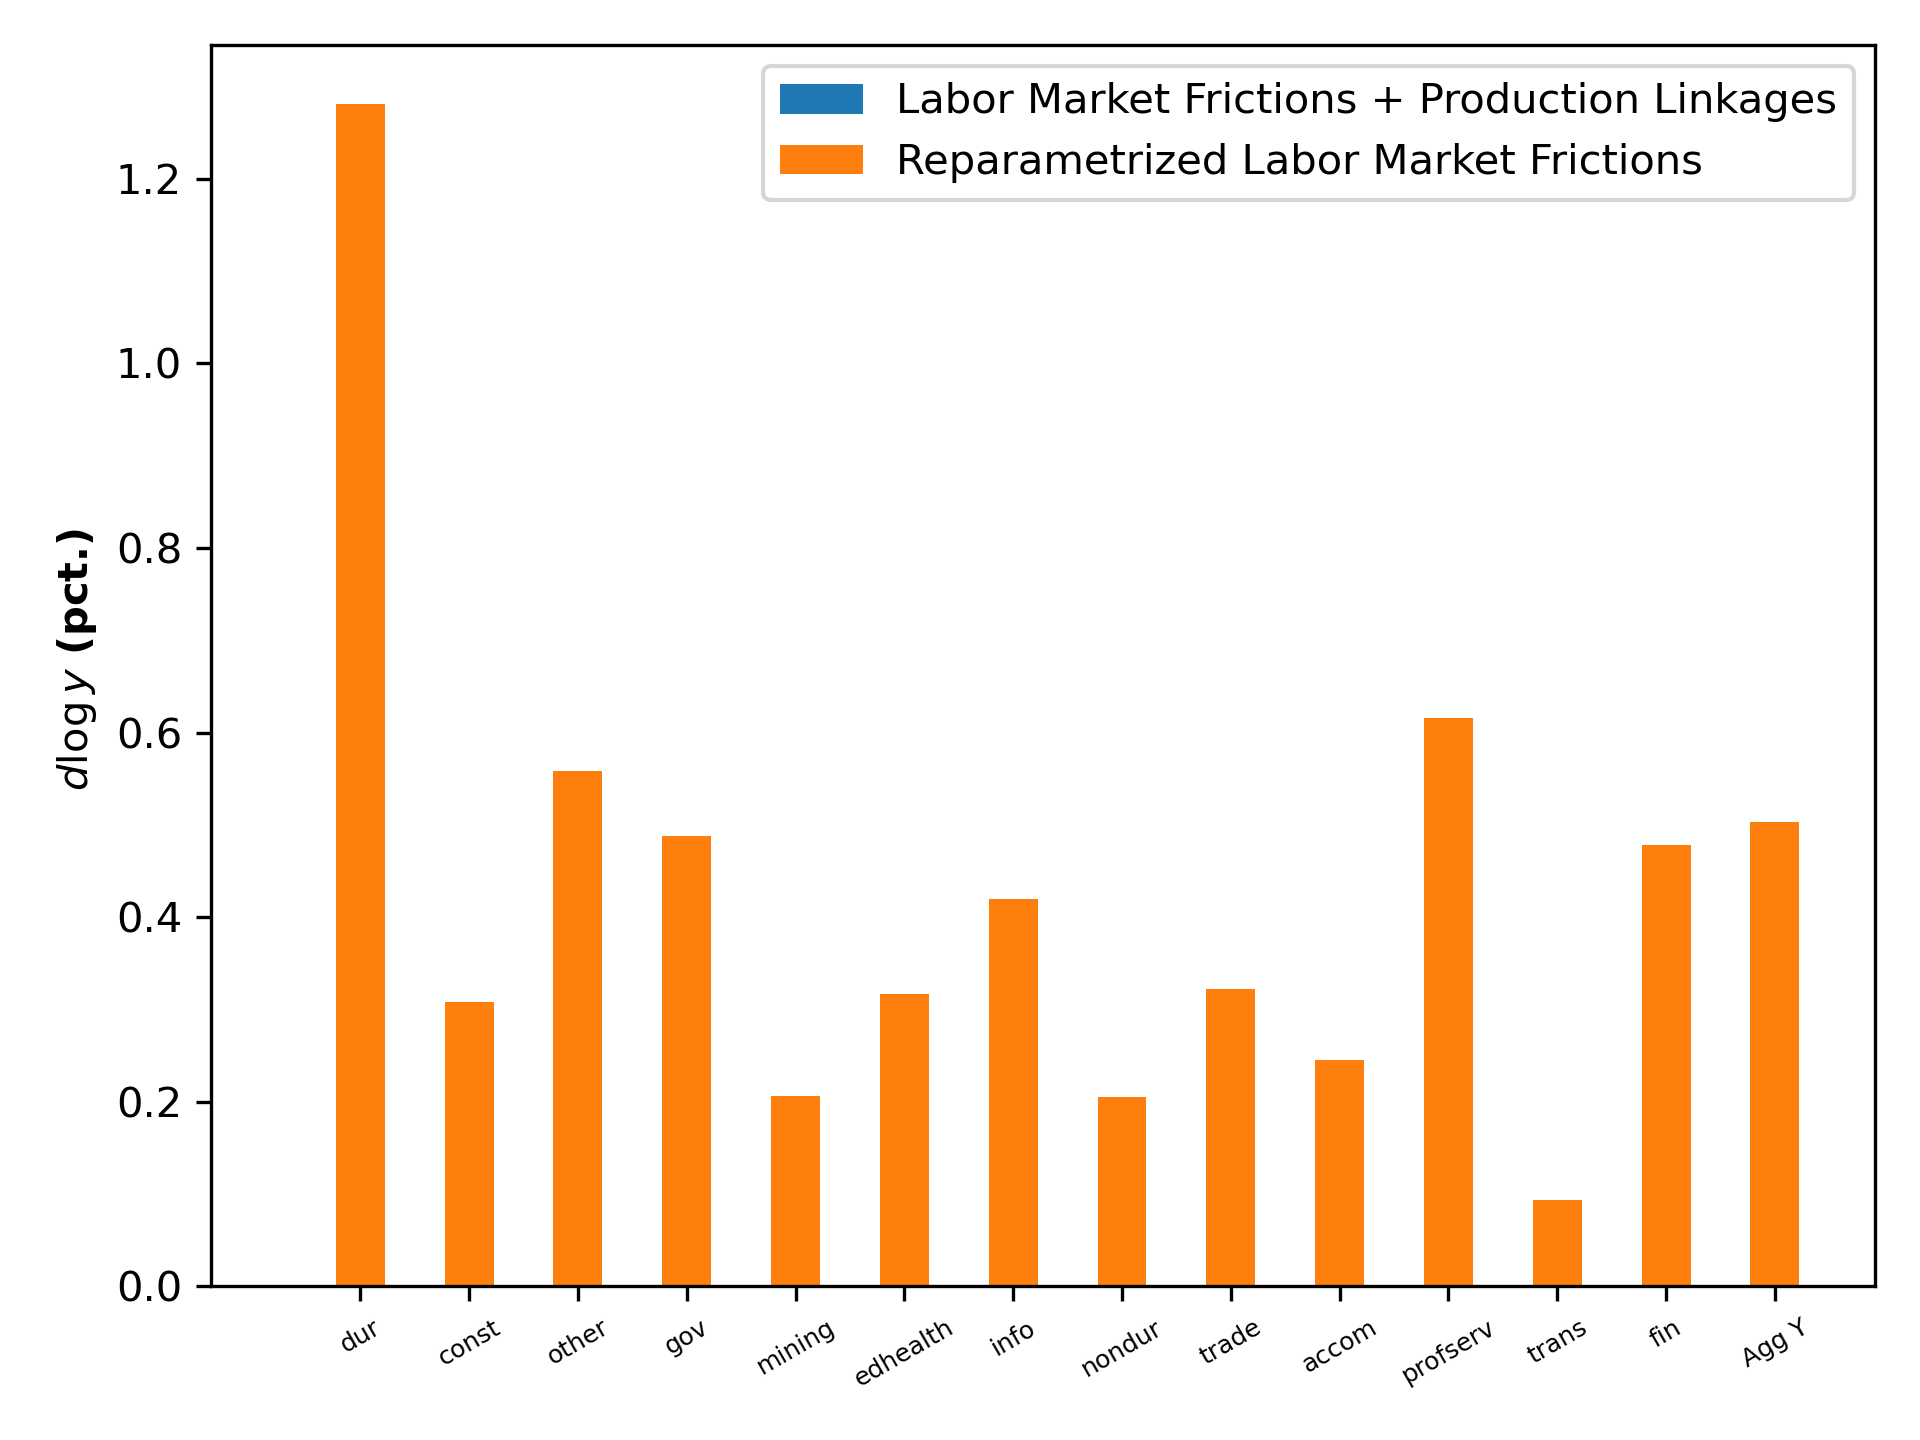 Labor Market Frictions + Production Linkages
Reparametrized Labor Market Frictions
d log y (pct.)
1.2
1.0
0.8
0.6
0.4
0.2
0.0
dur const other gov mining edhealth info nondur trade accom profserv trans fin Agg Y